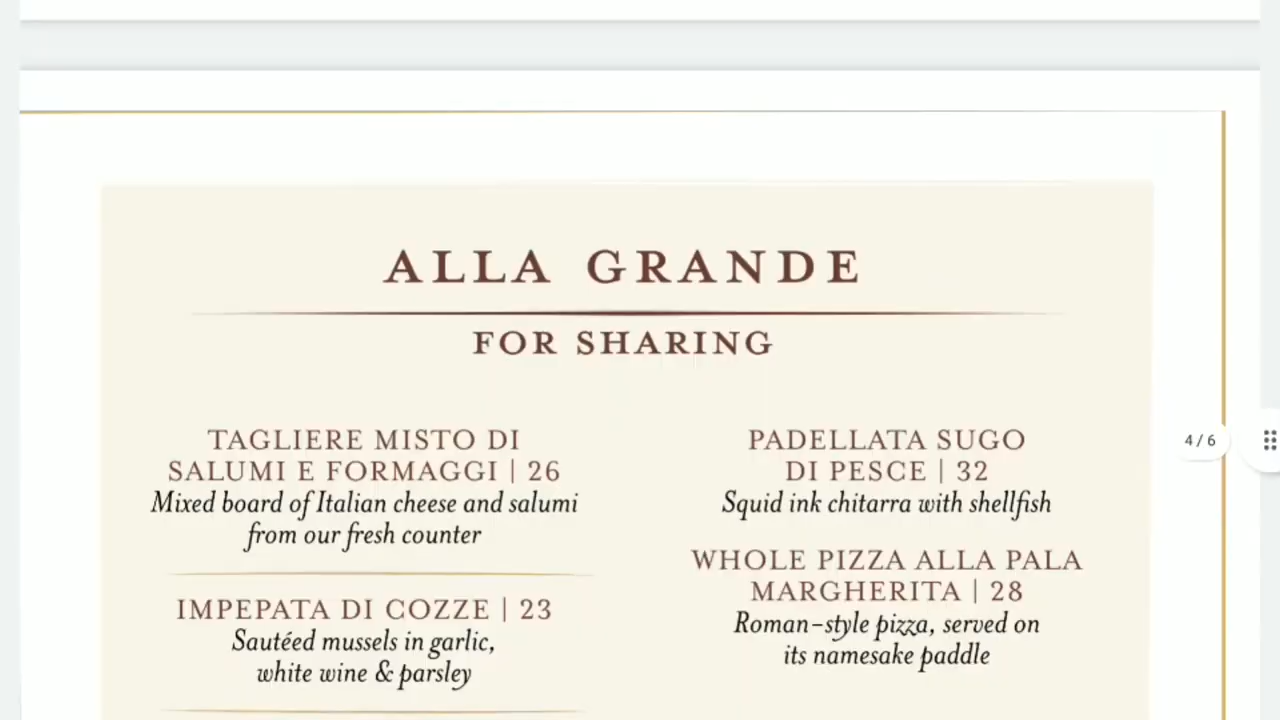 ALLA GRANDE
FOR SHARING
TAGLIERE MISTO DI
SALUMI E FORMAGGI | 26
Mixed board of Italian cheese and salumi
from our fresh counter
IMPEPATA DI COZZE | 23
Sautéed mussels in garlic,
white wine & parsley
PADELLATA SUGO
DI PESCE | 32
Squid ink chitarra with shellfish
WHOLE PIZZA ALLA PALA
MARGHERITA | 28
Roman-style pizza, served on
its namesake paddle
4 / 6